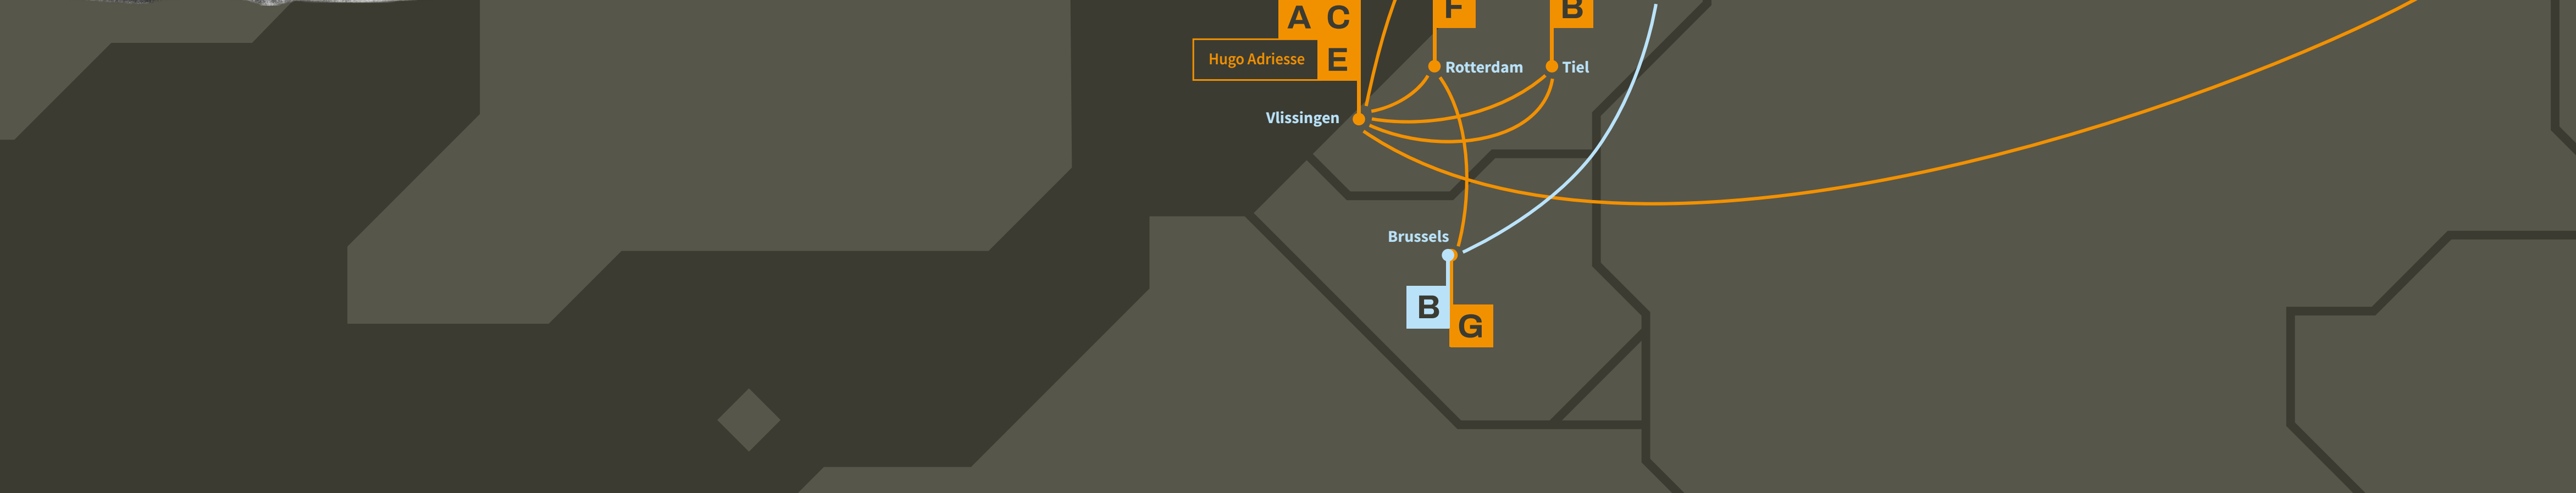 A C
F
B
Hugo Adriesse
E
Rotterdam
Tiel
Vlissingen
Brussels
B
G